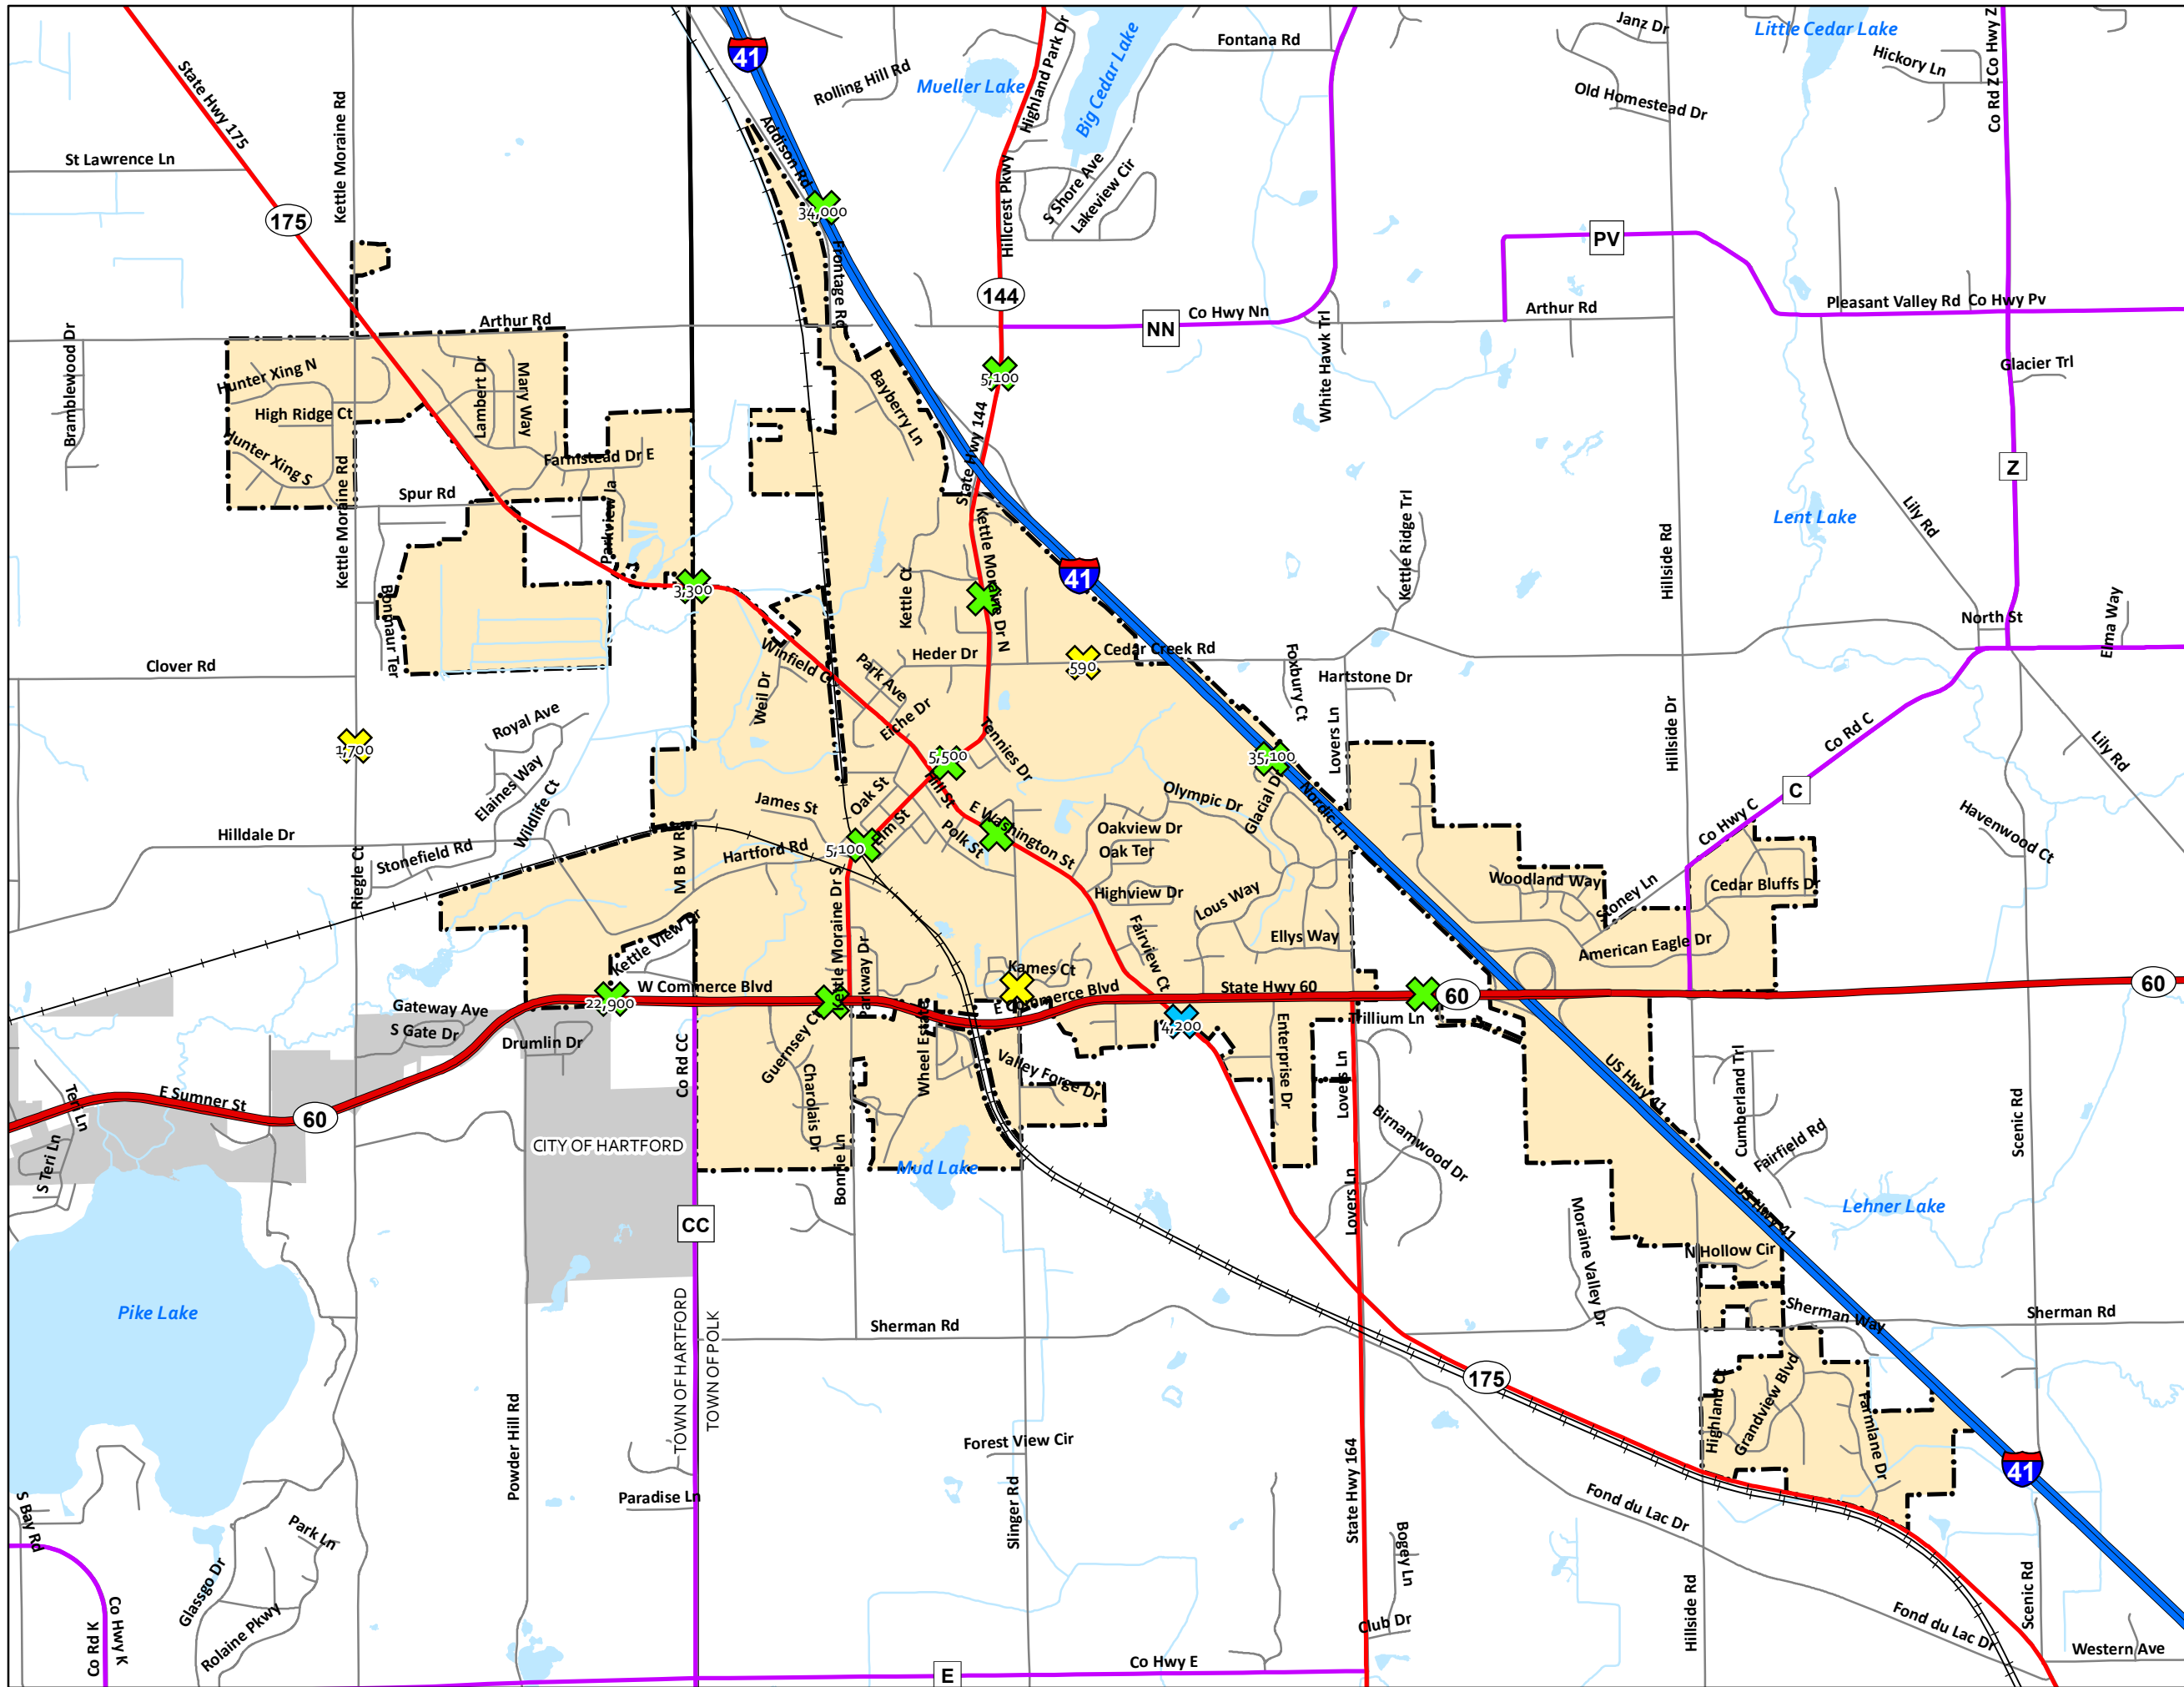 41
Janz Dr
Little Cedar Lake
Co Rd Z Co Hwy Z
Fontana Rd
Hickory Ln
Highland Park Dr
Big Cedar Lake
Rolling Hill Rd
Mueller Lake
Old Homestead Dr
State Hwy 175
Kettle Moraine Rd
Addison Rd
St Lawrence Ln
Hillcrest Pkwy
S Shore Ave
Lakeview Cir
175
34,000
Frontage Rd
PV
144
Arthur Rd
Co Hwy Nn
NN
Arthur Rd
Pleasant Valley Rd
Co Hwy Pv
Bramblewood Dr
White Hawk Trl
Glacier Trl
Hunter Xing N
Lambert Dr
Mary Way
5,100
Bayberry Ln
High Ridge Ct
State Hwy 144
Hunter Xing S
Farmstead Dr E
Z
Kettle Moraine Rd
Spur Rd
Parkview la
Kettle Moraine Dr N
Kettle Ridge Trl
Lent Lake
Lily Rd
Hillside Rd
41
Bonnaur Ter
3,300
Kettle Ct
North St
Elma Way
Clover Rd
Winfield Ct
Heder Dr
590
Cedar Creek Rd
Foxbury Ct
Hartstone Dr
Weil Dr
Park Ave
Eiche Dr
Tennies Dr
Lovers Ln
Hillside Dr
Co Rd C
Lily Rd
Royal Ave
1,700
Elaines Way
Wildlife Ct
5,500
35,100
Hill St
C
James St
Oak St
Olympic Dr
Glacial Dr
Nordic Ln
Co Hwy C
Havenwood Ct
Hilldale Dr
Stonefield Rd
M B W Rd
Hartford Rd
5,100
Elm St
Polk St
E Washington St
Oakview Dr
Oak Ter
Riegle Ct
Highview Dr
Lous Way
Woodland Way
Stoney Ln
Cedar Bluffs Dr
Kettle View Dr
Kettle Moraine Dr S
Parkway Dr
Fairview Ct
Ellys Way
American Eagle Dr
Kames Ct
22,900
W Commerce Blvd
E Commerce Blvd
State Hwy 60
60
60
Gateway Ave
S Gate Dr
Drumlin Dr
4,200
Trillium Ln
Guernsey Ct
Wheel Estate
Enterprise Dr
Co Rd CC
Charolais Dr
Valley Forge Dr
Lovers Ln
US Hwy 41
Cumberland Trl
Teri Ln
E Sumner St
60
Birnamwood Dr
Fairfield Rd
Scenic Rd
S Teri Ln
CITY OF HARTFORD
Bonnie Ln
Mud Lake
Lovers Ln
US Hwy 41
Lehner Lake
CC
Moraine Valley Dr
N Hollow Cir
Pike Lake
TOWN OF HARTFORD
TOWN OF POLK
Sherman Rd
Sherman Way
Sherman Rd
175
Highland Ct
Grandview Blvd
Farmlane Dr
Powder Hill Rd
Forest View Cir
State Hwy 164
41
Paradise Ln
Slinger Rd
Fond du Lac Dr
S Bay Rd
Park Ln
Bogey Ln
Glassgo Dr
Hillside Rd
Scenic Rd
Co Rd K
Co Hwy K
Rolaine Pkwy
Club Dr
Fond du Lac Dr
Western Ave
E
Co Hwy E